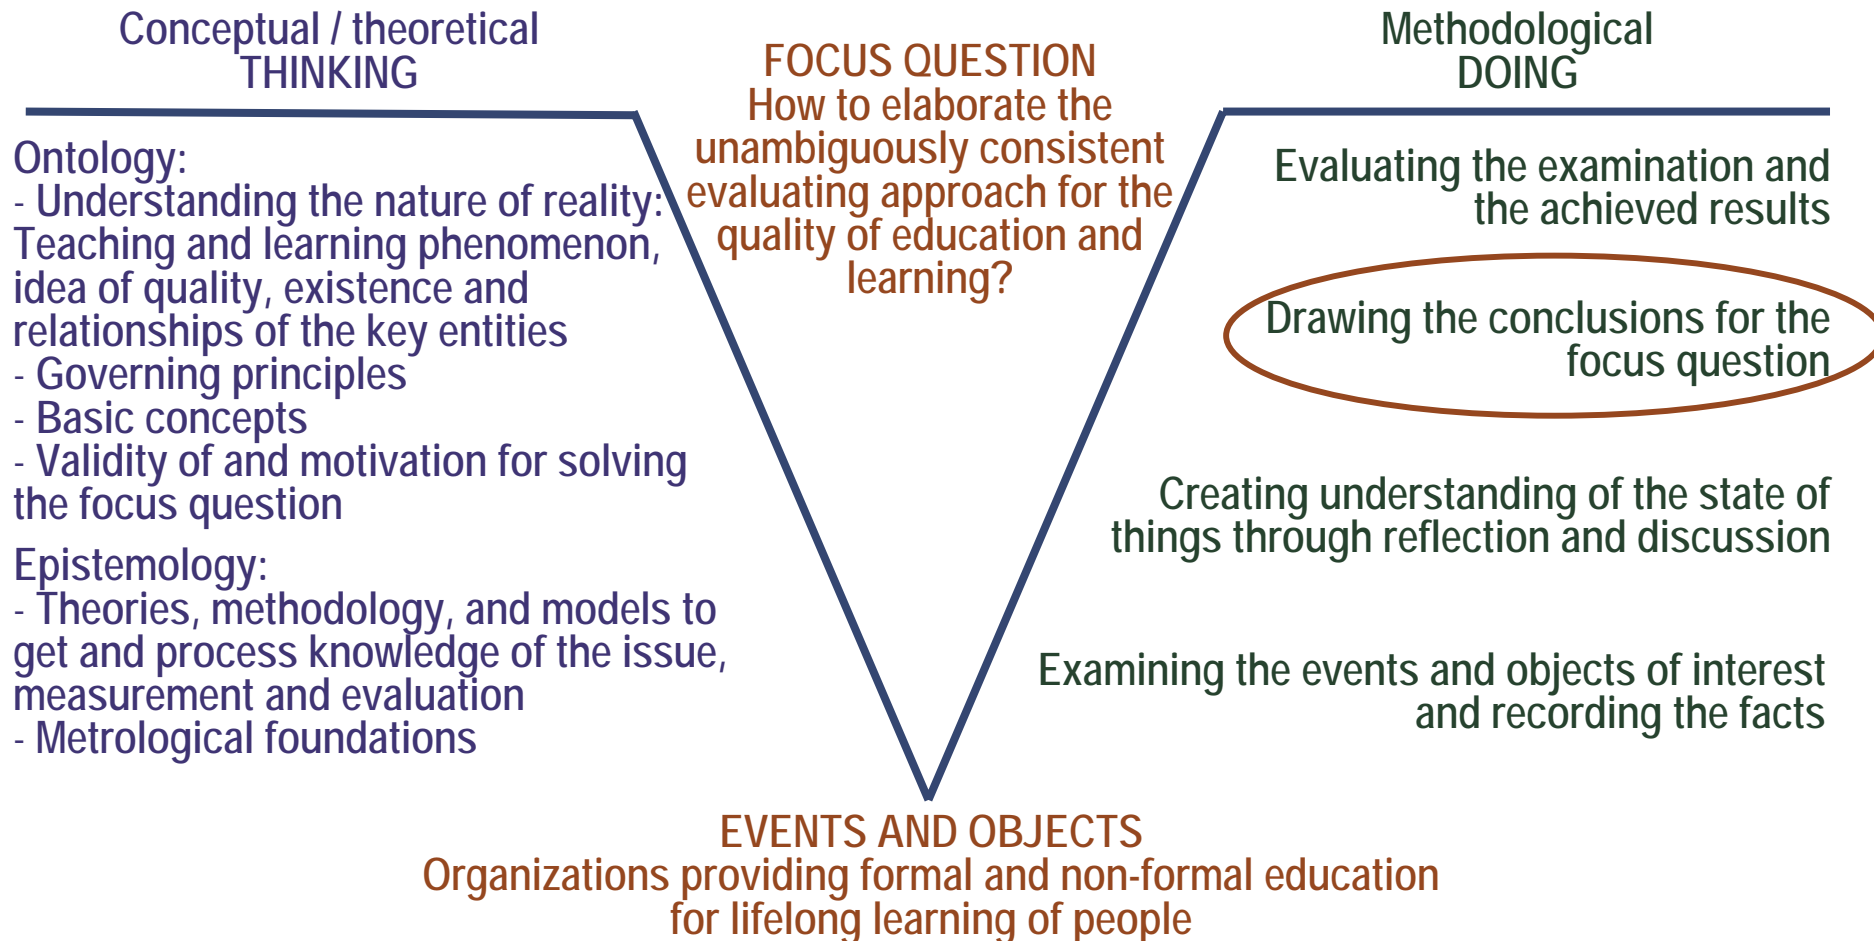 Conceptual / theoretical
THINKING
Ontology:
- Understanding the nature of reality:
Teaching and learning phenomenon,
idea of quality, existence and
relationships of the key entities
- Governing principles
- Basic concepts
- Validity of and motivation for solving
the focus question
Epistemology:
- Theories, methodology, and models to
get and process knowledge of the issue,
measurement and evaluation
- Metrological foundations
FOCUS QUESTION
How to elaborate the
unambiguously consistent
evaluating approach for the
quality of education and
learning?
Methodological
DOING
Evaluating the examination and
the achieved results
Drawing the conclusions for the
focus question
Creating understanding of the state of
things through reflection and discussion
Examining the events and objects of interest
and recording the facts
EVENTS AND OBJECTS
Organizations providing formal and non-formal education
for lifelong learning of people